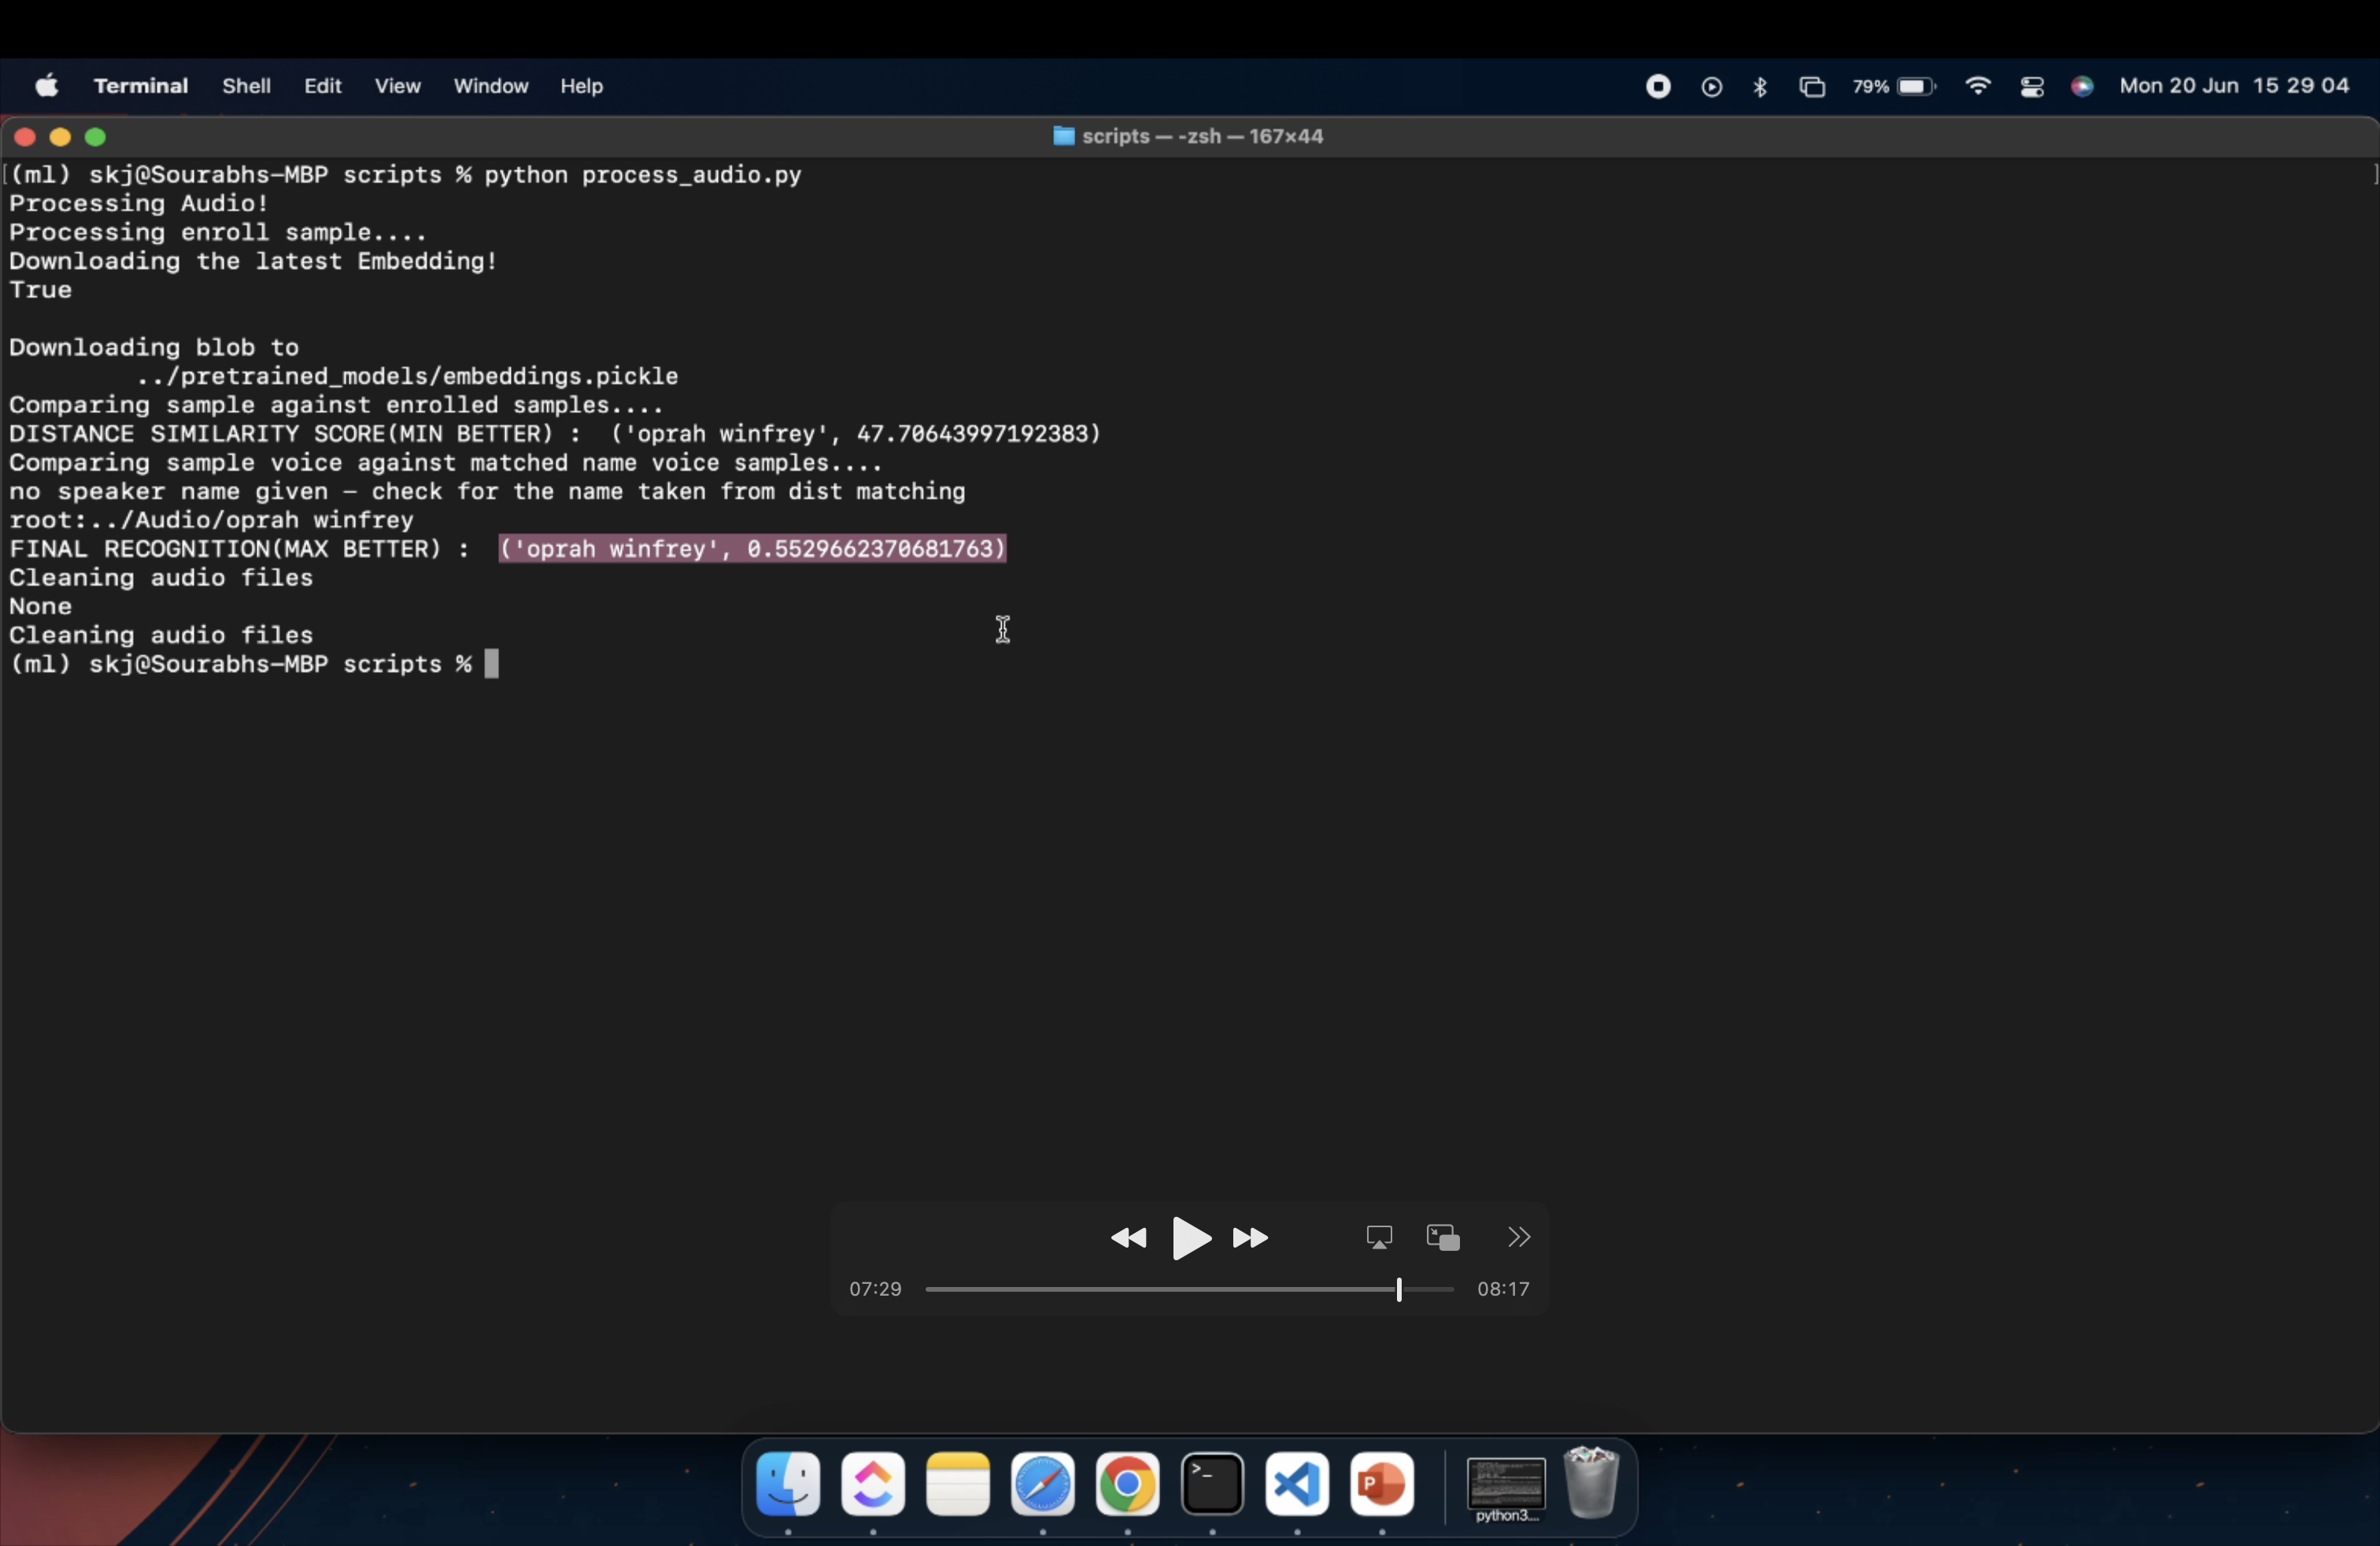 Terminal Shell Edit View Window Help 79% Mon 20 Jun 15 29 04
scripts — -zsh — 167×44
[(ml) skj@Sourabhs-MBP scripts % python process_audio.py ]
Processing Audio!
Processing enroll sample....
Downloading the latest Embedding!
True
Downloading blob to
../pretrained_models/embeddings.pickle
Comparing sample against enrolled samples....
DISTANCE SIMILARITY SCORE(MIN BETTER) : ('oprah winfrey', 47.70643997192383)
Comparing sample voice against matched name voice samples....
no speaker name given – check for the name taken from dist matching
root:../Audio/oprah winfrey
FINAL RECOGNITION(MAX BETTER) : ('oprah winfrey', 0.5529662370681763)
Cleaning audio files
None
Cleaning audio files
(ml) skj@Sourabhs-MBP scripts %
07:29 08:17
>_
P
python3....